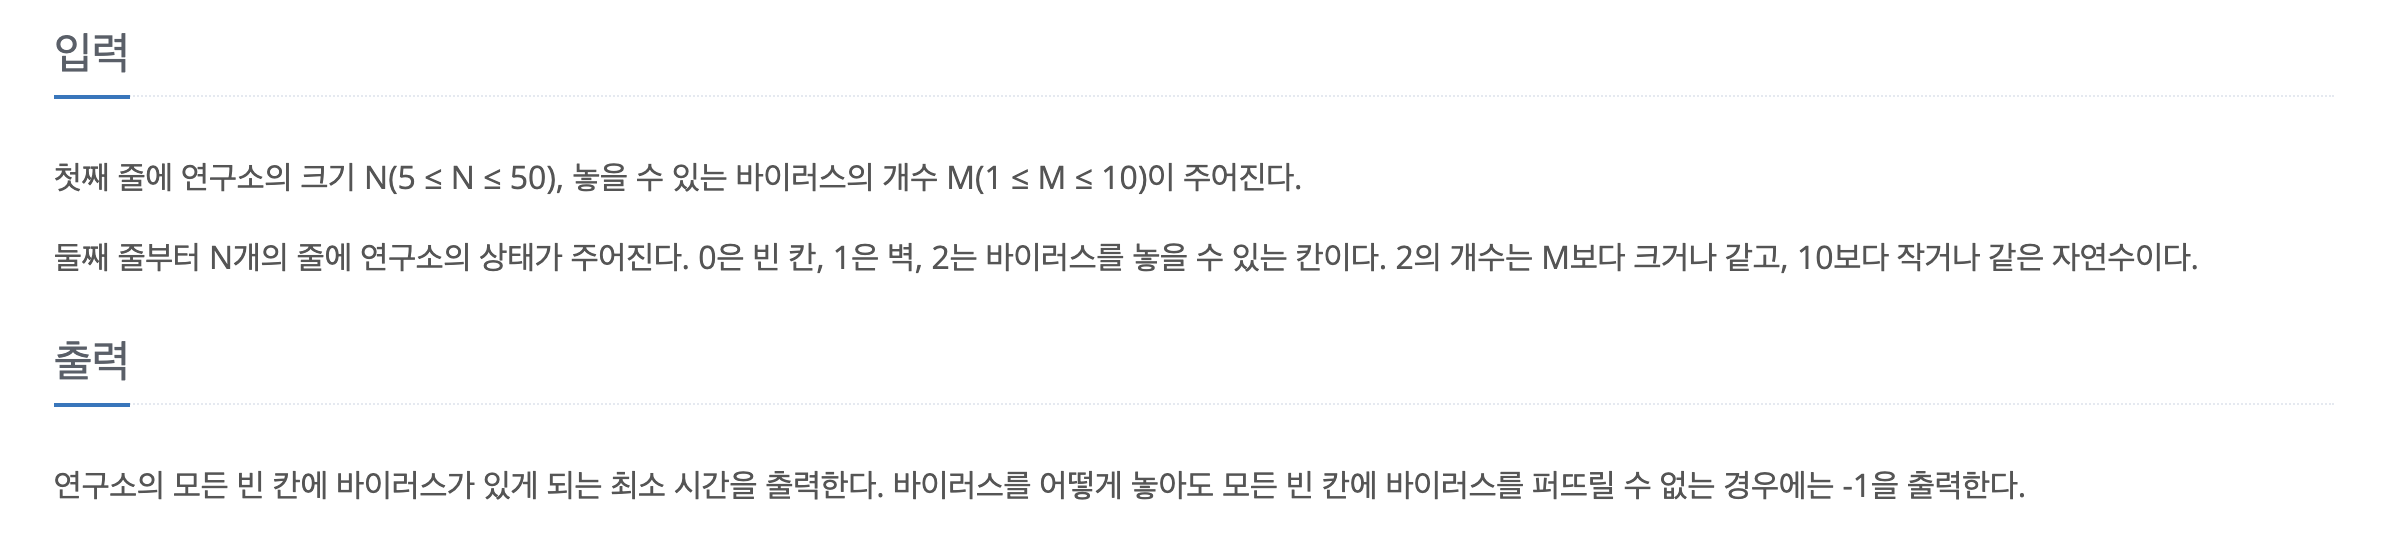 입력
첫째 줄에 연구소의 크기 N(5 ≤ N ≤ 50), 놓을 수 있는 바이러스의 개수 M(1 ≤ M ≤ 10)이 주어진다.
둘째 줄부터 N개의 줄에 연구소의 상태가 주어진다. 0은 빈 칸, 1은 벽, 2는 바이러스를 놓을 수 있는 칸이다. 2의 개수는 M보다 크거나 같고, 10보다 작거나 같은 자연수이다.
출력
연구소의 모든 빈 칸에 바이러스가 있게 되는 최소 시간을 출력한다. 바이러스를 어떻게 놓아도 모든 빈 칸에 바이러스를 퍼뜨릴 수 없는 경우에는 -1을 출력한다.